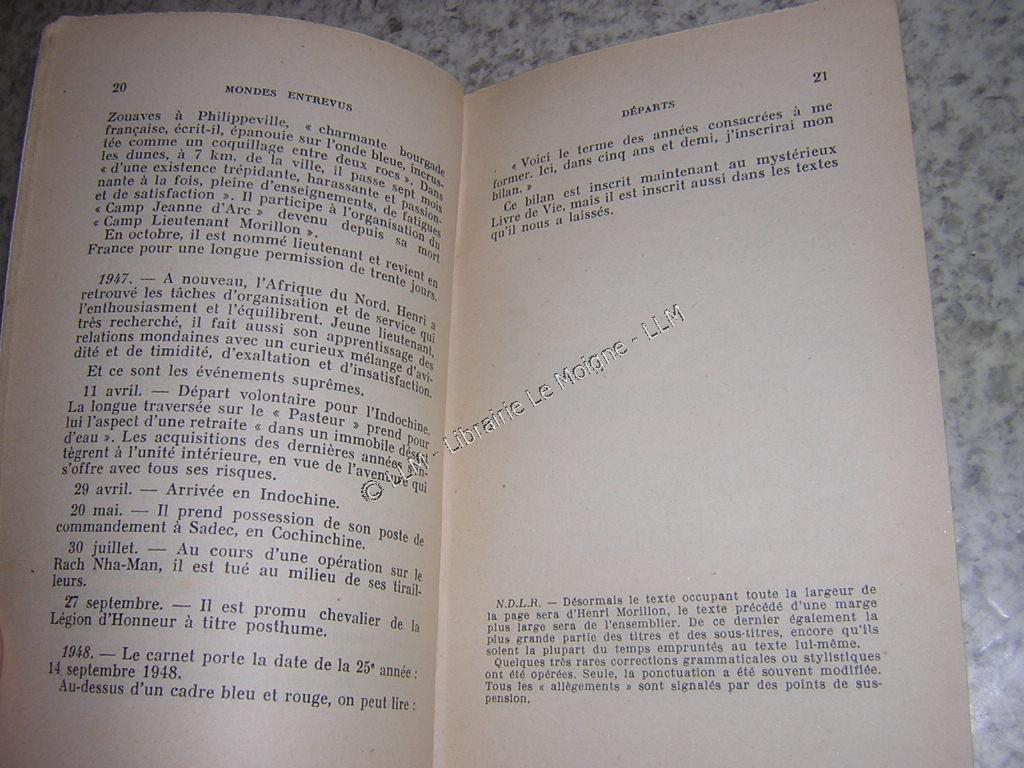 20
MONDES ENTREVUS
Zouaves à Philippeville, « charmante bourgade
française, écrit-il, épanouie sur l'onde bleue, incrus-
tée comme un coquillage entre deux rocs ». Dans
les dunes, à 7 km. de la ville, il passe sept mois
« d'une existence trépidante, harassante et passion-
nante à la fois, pleine d'enseignements, de fatigues
et de satisfaction ». Il participe à l'organisation du
« Camp Jeanne d'Arc » devenu depuis sa mort
« Camp Lieutenant Morillon ».
En octobre, il est nommé lieutenant et revient en
France pour une longue permission de trente jours.
1947. — A nouveau, l'Afrique du Nord. Henri a
retrouvé les tâches d'organisation et de service qui
l'enthousiasment et l'équilibrent. Jeune lieutenant,
très recherché, il fait aussi son apprentissage des
relations mondaines avec un curieux mélange d'avi-
dité et de timidité, d'exaltation et d'insatisfaction.
Et ce sont les événements suprêmes.
11 avril. — Départ volontaire pour l'Indochine.
La longue traversée sur le « Pasteur » prend pour
lui l'aspect d'une retraite « dans un immobile désert
d'eau ». Les acquisitions des dernières années s'in-
tègrent à l'unité intérieure, en vue de l'aventure qui
s'offre avec tous ses risques.
29 avril. — Arrivée en Indochine.
20 mai. — Il prend possession de son poste de
commandement à Sadec, en Cochinchine.
30 juillet. — Au cours d'une opération sur le
Rach Nha-Man, il est tué au milieu de ses tirail-
leurs.
27 septembre. — Il est promu chevalier de la
Légion d'Honneur à titre posthume.
1948. — Le carnet porte la date de la 25e année :
14 septembre 1948.
Au-dessus d'un cadre bleu et rouge, on peut lire :
DÉPARTS
21
« Voici le terme des années consacrées à me
former. Ici, dans cinq ans et demi, j'inscrirai mon
bilan. »
Ce bilan est inscrit maintenant au mystérieux
Livre de Vie, mais il est inscrit aussi dans les textes
qu'il nous a laissés.
N.D.L.R. — Désormais le texte occupant toute la largeur de
la page sera d'Henri Morillon, le texte précédé d'une marge
plus large sera de l'ensemblier. De ce dernier également la
plus grande partie des titres et des sous-titres, encore qu'ils
soient la plupart du temps empruntés au texte lui-même.
Quelques très rares corrections grammaticales ou stylistiques
ont été opérées. Seule, la ponctuation a été souvent modifiée.
Tous les « allègements » sont signalés par des points de sus-
pension.
© LLM - Librairie Le Moigne - LLM